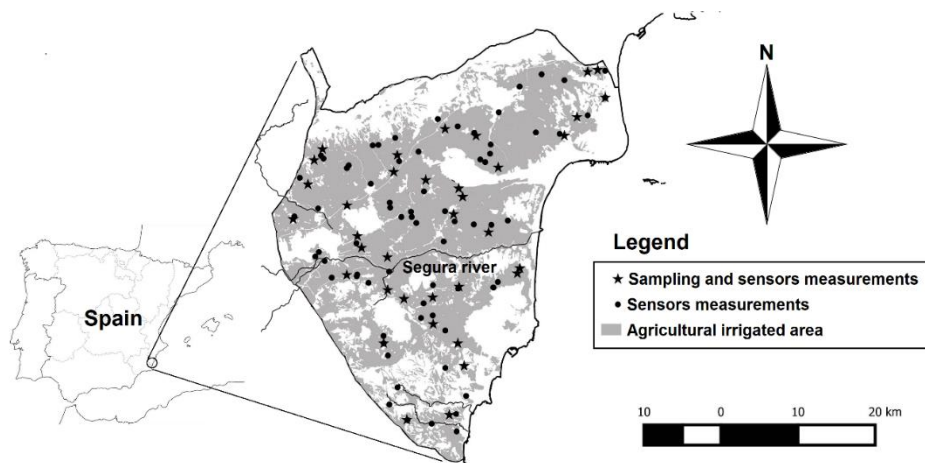 N
Segura river
Spain
Legend
Sampling and sensors measurements
Sensors measurements
Agricultural irrigated area
10 0 10 20 km